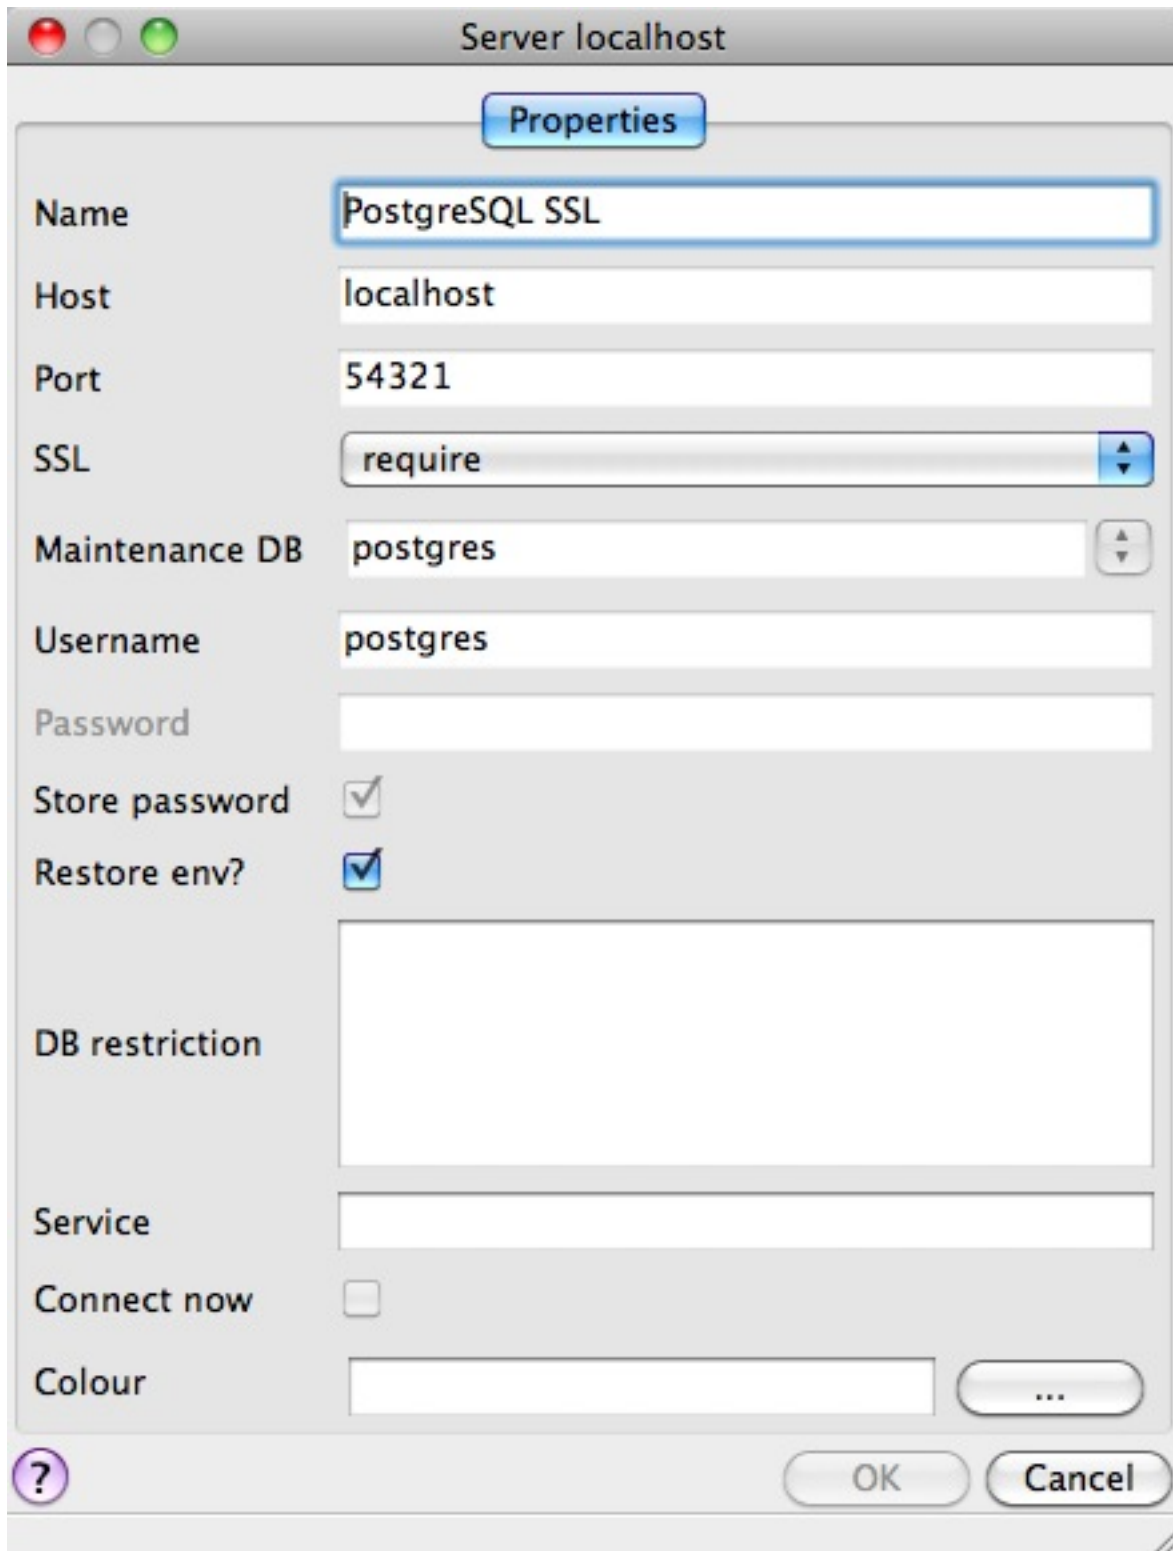 Server localhost
Properties
Name PostgreSQL SSL
Host localhost
Port 54321
SSL require
Maintenance DB postgres
Username postgres
Password
Store password
Restore env?
DB restriction
Service
Connect now
Colour ...
? OK Cancel